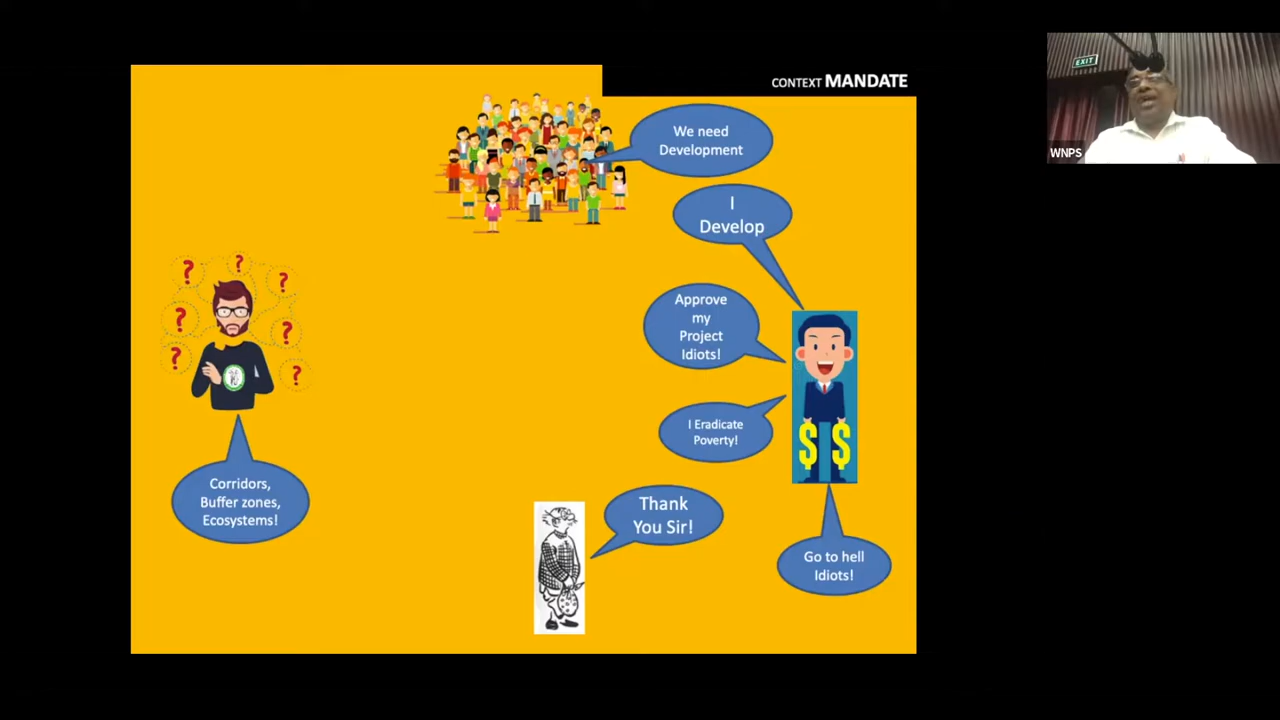 CONTEXT MANDATE
EXIT
WNPS
We need
Development
I
Develop
Approve
my
Project
Idiots!
I Eradicate
Poverty!
$ $
? ? ?
? ?
? ?
Corridors,
Buffer zones,
Ecosystems!
Thank
You Sir!
Go to hell
Idiots!